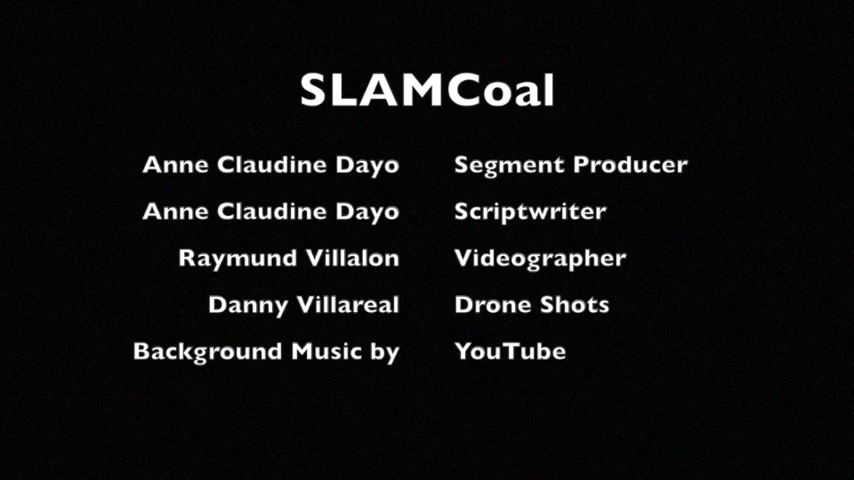 SLAMCoal
Anne Claudine Dayo Segment Producer
Anne Claudine Dayo Scriptwriter
Raymund Villalon Videographer
Danny Villareal Drone Shots
Background Music by YouTube